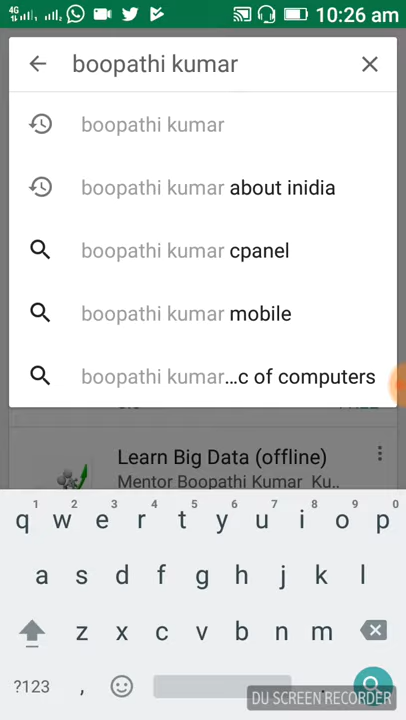 4G 10:26 am
boopathi kumar
boopathi kumar
boopathi kumar about inidia
boopathi kumar cpanel
boopathi kumar mobile
boopathi kumar...c of computers
Learn Big Data (offline)
Mentor Boopathi Kumar Ku..
1 2 3 4 5 6 7 8 9 0
q w e r t y u i o p
a s d f g h j k l
z x c v b n m
?123 , .
DU SCREEN RECORDER